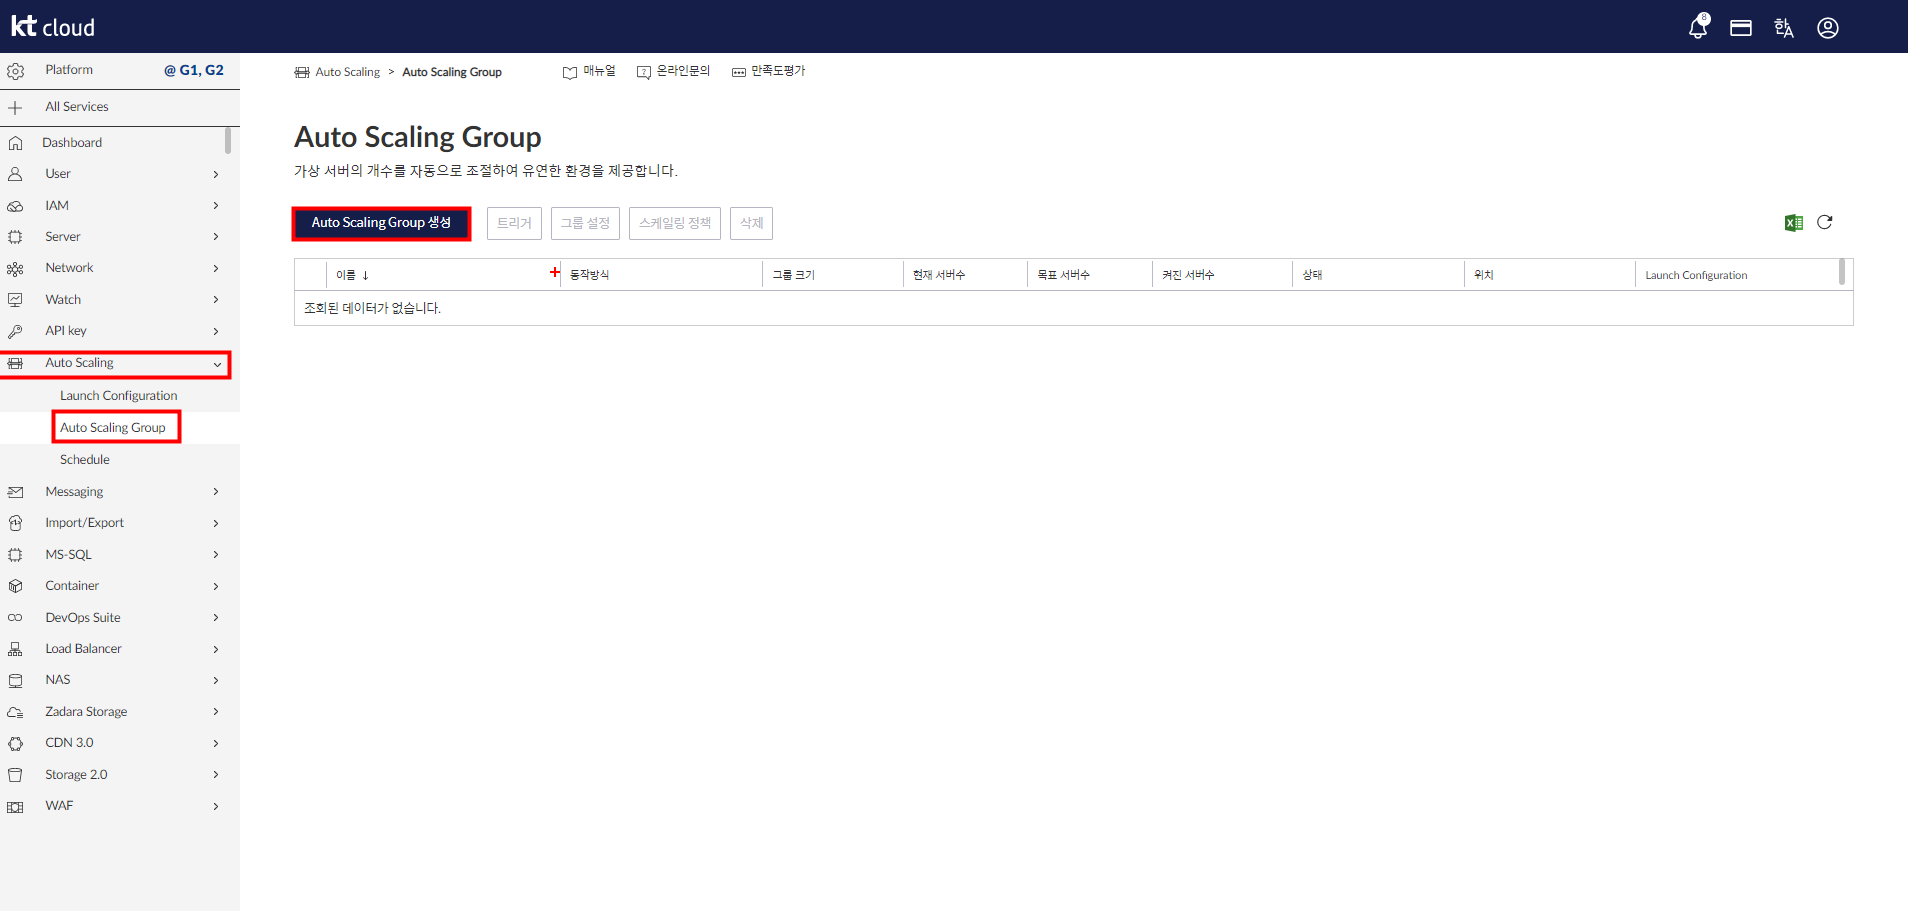 kt cloud
8
한A
Platform @ G1, G2
All Services
Dashboard
User
IAM
Server
Network
Watch
API key
Auto Scaling
Launch Configuration
Auto Scaling Group
Schedule
Messaging
Import/Export
MS-SQL
Container
DevOps Suite
Load Balancer
NAS
Zadara Storage
CDN 3.0
Storage 2.0
WAF
Auto Scaling > Auto Scaling Group 매뉴얼 온라인문의 만족도평가
Auto Scaling Group
가상 서버의 개수를 자동으로 조절하여 유연한 환경을 제공합니다.
Auto Scaling Group 생성 트리거 그룹 설정 스케일링 정책 삭제
이름 ↓ 동작방식 그룹 크기 현재 서버수 목표 서버수 켜진 서버수 상태 위치 Launch Configuration
조회된 데이터가 없습니다.